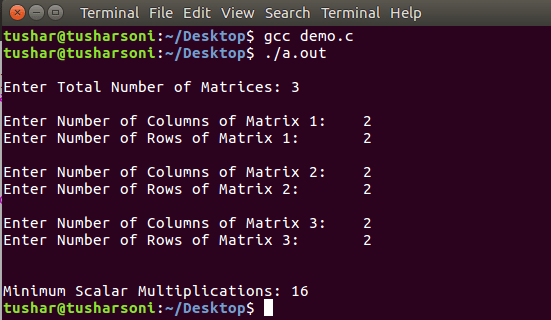 Terminal File Edit View Search Terminal Help
tushar@tusharsoni:~/Desktop$ gcc demo.c
tushar@tusharsoni:~/Desktop$ ./a.out
Enter Total Number of Matrices: 3
Enter Number of Columns of Matrix 1: 2
Enter Number of Rows of Matrix 1: 2
Enter Number of Columns of Matrix 2: 2
Enter Number of Rows of Matrix 2: 2
Enter Number of Columns of Matrix 3: 2
Enter Number of Rows of Matrix 3: 2
Minimum Scalar Multiplications: 16
tushar@tusharsoni:~/Desktop$